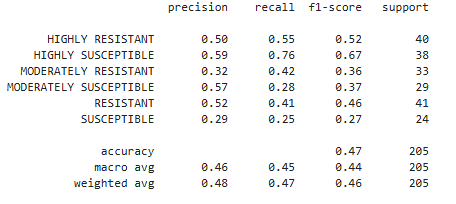 precision recall f1-score support
HIGHLY RESISTANT 0.50 0.55 0.52 40
HIGHLY SUSCEPTIBLE 0.59 0.76 0.67 38
MODERATELY RESISTANT 0.32 0.42 0.36 33
MODERATELY SUSCEPTIBLE 0.57 0.28 0.37 29
RESISTANT 0.52 0.41 0.46 41
SUSCEPTIBLE 0.29 0.25 0.27 24
accuracy 0.47 205
macro avg 0.46 0.45 0.44 205
weighted avg 0.48 0.47 0.46 205